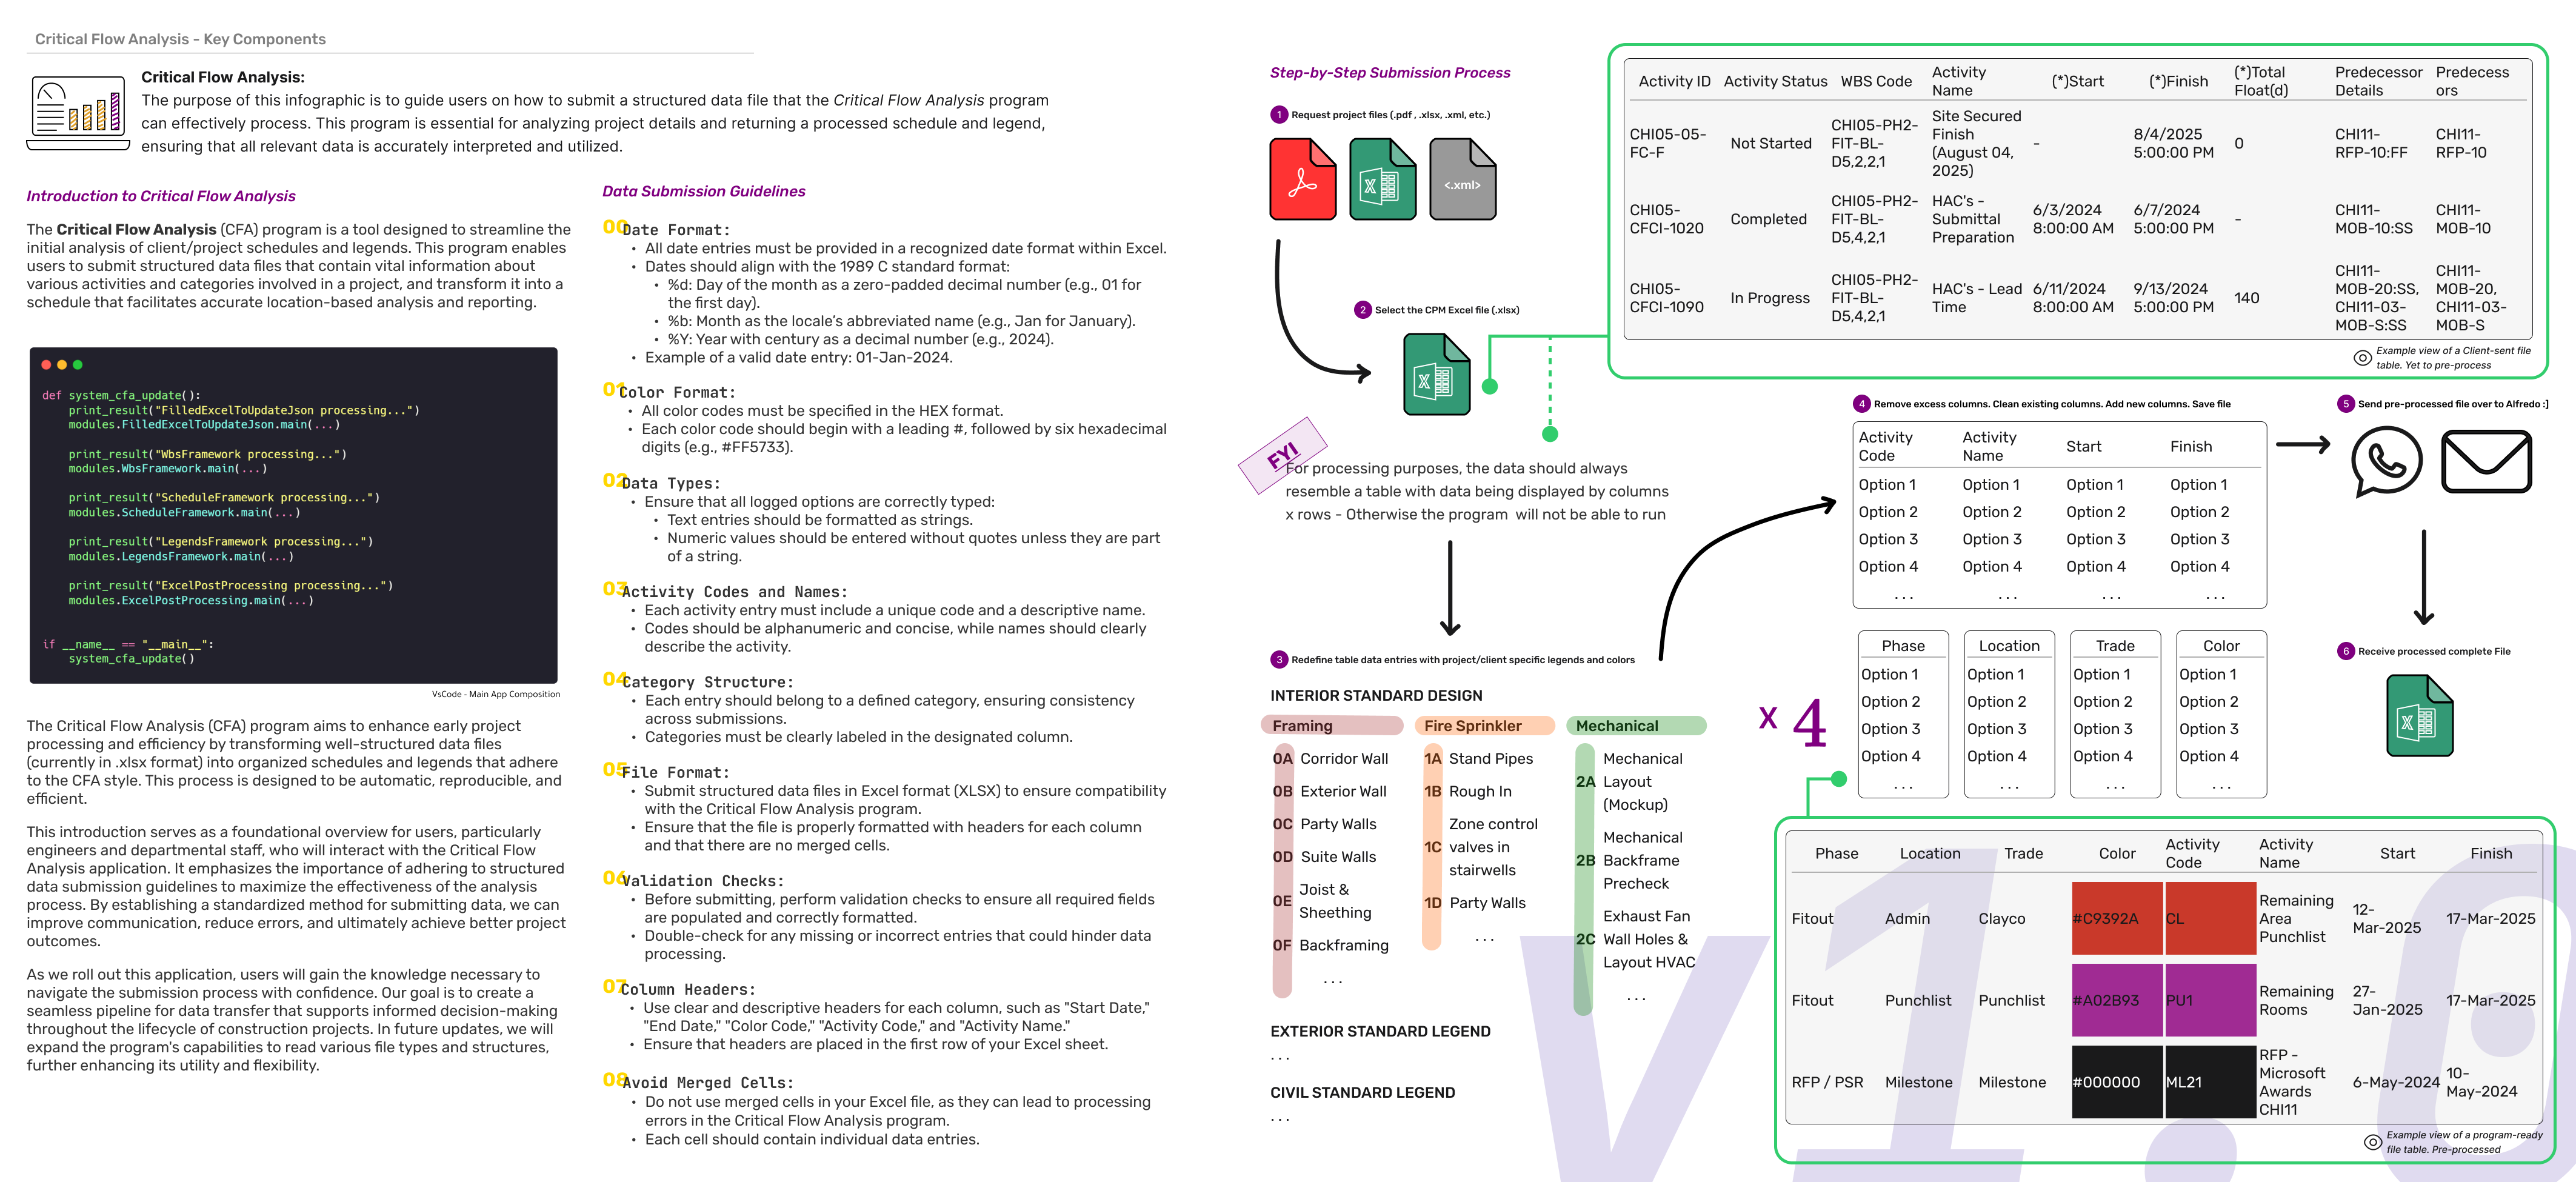 Critical Flow Analysis - Key Components
Critical Flow Analysis:
The purpose of this infographic is to guide users on how to submit a structured data file that the Critical Flow Analysis program
can effectively process. This program is essential for analyzing project details and returning a processed schedule and legend,
ensuring that all relevant data is accurately interpreted and utilized.
Introduction to Critical Flow Analysis
The Critical Flow Analysis (CFA) program is a tool designed to streamline the
initial analysis of client/project schedules and legends. This program enables
users to submit structured data files that contain vital information about
various activities and categories involved in a project, and transform it into a
schedule that facilitates accurate location-based analysis and reporting.
def system_cfa_update():
print_result("FilledExcelToUpdateJson processing...")
modules.FilledExcelToUpdateJson.main(...)
print_result("WbsFramework processing...")
modules.WbsFramework.main(...)
print_result("ScheduleFramework processing...")
modules.ScheduleFramework.main(...)
print_result("LegendsFramework processing...")
modules.LegendsFramework.main(...)
print_result("ExcelPostProcessing processing...")
modules.ExcelPostProcessing.main(...)
if __name__ == "__main__":
system_cfa_update()
VsCode - Main App Composition
The Critical Flow Analysis (CFA) program aims to enhance early project
processing and efficiency by transforming well-structured data files
(currently in .xlsx format) into organized schedules and legends that adhere
to the CFA style. This process is designed to be automatic, reproducible, and
efficient.
This introduction serves as a foundational overview for users, particularly
engineers and departmental staff, who will interact with the Critical Flow
Analysis application. It emphasizes the importance of adhering to structured
data submission guidelines to maximize the effectiveness of the analysis
process. By establishing a standardized method for submitting data, we can
improve communication, reduce errors, and ultimately achieve better project
outcomes.
As we roll out this application, users will gain the knowledge necessary to
navigate the submission process with confidence. Our goal is to create a
seamless pipeline for data transfer that supports informed decision-making
throughout the lifecycle of construction projects. In future updates, we will
expand the program's capabilities to read various file types and structures,
further enhancing its utility and flexibility.
Data Submission Guidelines
00 Date Format:
• All date entries must be provided in a recognized date format within Excel.
• Dates should align with the 1989 C standard format:
• %d: Day of the month as a zero-padded decimal number (e.g., 01 for
the first day).
• %b: Month as the locale's abbreviated name (e.g., Jan for January).
• %Y: Year with century as a decimal number (e.g., 2024).
• Example of a valid date entry: 01-Jan-2024.
01 Color Format:
• All color codes must be specified in the HEX format.
• Each color code should begin with a leading #, followed by six hexadecimal
digits (e.g., #FF5733).
02 Data Types:
• Ensure that all logged options are correctly typed:
• Text entries should be formatted as strings.
• Numeric values should be entered without quotes unless they are part
of a string.
03 Activity Codes and Names:
• Each activity entry must include a unique code and a descriptive name.
• Codes should be alphanumeric and concise, while names should clearly
describe the activity.
04 Category Structure:
• Each entry should belong to a defined category, ensuring consistency
across submissions.
• Categories must be clearly labeled in the designated column.
05 File Format:
• Submit structured data files in Excel format (XLSX) to ensure compatibility
with the Critical Flow Analysis program.
• Ensure that the file is properly formatted with headers for each column
and that there are no merged cells.
06 Validation Checks:
• Before submitting, perform validation checks to ensure all required fields
are populated and correctly formatted.
• Double-check for any missing or incorrect entries that could hinder data
processing.
07 Column Headers:
• Use clear and descriptive headers for each column, such as "Start Date,"
"End Date," "Color Code," "Activity Code," and "Activity Name."
• Ensure that headers are placed in the first row of your Excel sheet.
08 Avoid Merged Cells:
• Do not use merged cells in your Excel file, as they can lead to processing
errors in the Critical Flow Analysis program.
• Each cell should contain individual data entries.
Step-by-Step Submission Process
1 Request project files (.pdf , .xlsx, .xml, etc.)
X
<.xml>
2 Select the CPM Excel file (.xlsx)
X
Activity ID Activity Status WBS Code Activity Name (*)Start (*)Finish (*)Total Float(d) Predecessor Details Predecess ors
CHI05-05-FC-F Not Started CHI05-PH2-FIT-BL-D5,2,2,1 Site Secured Finish (August 04, 2025) - 8/4/2025 5:00:00 PM 0 CHI11-RFP-10:FF CHI11-RFP-10
CHI05-CFCI-1020 Completed CHI05-PH2-FIT-BL-D5,4,2,1 HAC's - Submittal Preparation 6/3/2024 8:00:00 AM 6/7/2024 5:00:00 PM - CHI11-MOB-10:SS CHI11-MOB-10
CHI05-CFCI-1090 In Progress CHI05-PH2-FIT-BL-D5,4,2,1 HAC's - Lead Time 6/11/2024 8:00:00 AM 9/13/2024 5:00:00 PM 140 CHI11-MOB-20:SS, CHI11-03-MOB-S:SS CHI11-MOB-20, CHI11-03-MOB-S
Example view of a Client-sent file
table. Yet to pre-process
FYI
For processing purposes, the data should always
resemble a table with data being displayed by columns
x rows - Otherwise the program will not be able to run
3 Redefine table data entries with project/client specific legends and colors
INTERIOR STANDARD DESIGN
Framing
0A Corridor Wall
0B Exterior Wall
0C Party Walls
0D Suite Walls
0E Joist & Sheething
0F Backframing
. . .
Fire Sprinkler
1A Stand Pipes
1B Rough In
1C Zone control valves in stairwells
1D Party Walls
. . .
Mechanical
2A Mechanical Layout (Mockup)
2B Mechanical Backframe Precheck
2C Exhaust Fan Wall Holes & Layout HVAC
. . .
EXTERIOR STANDARD LEGEND
. . .
CIVIL STANDARD LEGEND
. . .
4 Remove excess columns. Clean existing columns. Add new columns. Save file
Activity Code Activity Name Start Finish
Option 1 Option 1 Option 1 Option 1
Option 2 Option 2 Option 2 Option 2
Option 3 Option 3 Option 3 Option 3
Option 4 Option 4 Option 4 Option 4
. . . . . . . . . . . .
x 4
Phase Location Trade Color
Option 1 Option 1 Option 1 Option 1
Option 2 Option 2 Option 2 Option 2
Option 3 Option 3 Option 3 Option 3
Option 4 Option 4 Option 4 Option 4
. . . . . . . . . . . .
5 Send pre-processed file over to Alfredo :]
6 Receive processed complete File
X
Phase Location Trade Color Activity Code Activity Name Start Finish
Fitout Admin Clayco #C9392A CL Remaining Area Punchlist 12-Mar-2025 17-Mar-2025
Fitout Punchlist Punchlist #A02B93 PU1 Remaining Rooms 27-Jan-2025 17-Mar-2025
RFP / PSR Milestone Milestone #000000 ML21 RFP - Microsoft Awards CHI11 6-May-2024 10-May-2024
Example view of a program-ready
file table. Pre-processed
v1.0